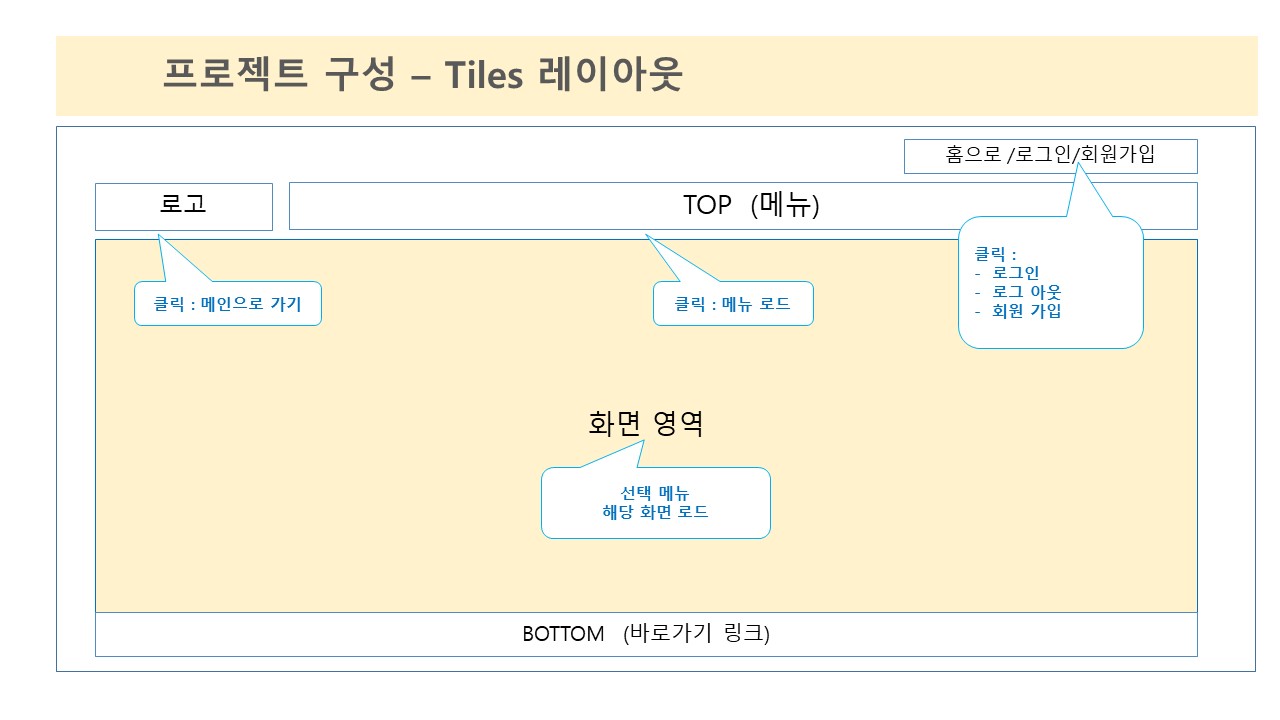 프로젝트 구성 – Tiles 레이아웃
홈으로 /로그인/회원가입
로고
TOP (메뉴)
클릭 : 메인으로 가기
클릭 : 메뉴 로드
클릭 :
- 로그인
- 로그 아웃
- 회원 가입
화면 영역
선택 메뉴
해당 화면 로드
BOTTOM (바로가기 링크)